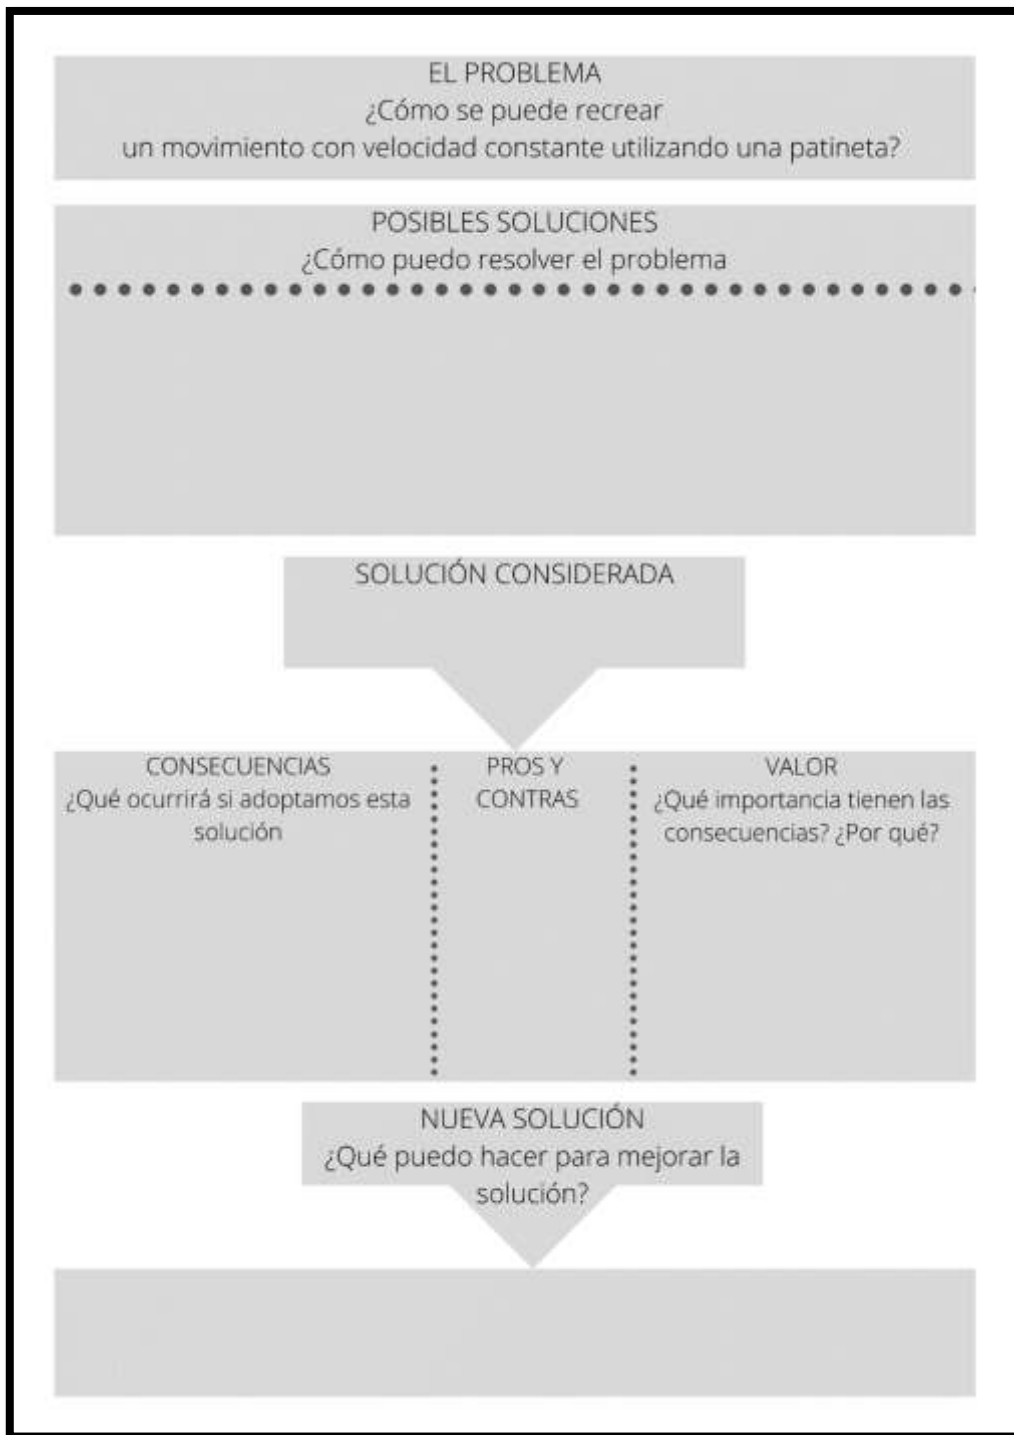 EL PROBLEMA
¿Cómo se puede recrear
un movimiento con velocidad constante utilizando una patineta?
POSIBLES SOLUCIONES
¿Cómo puedo resolver el problema
SOLUCIÓN CONSIDERADA
CONSECUENCIAS
¿Qué ocurrirá si adoptamos esta
solución
PROS Y
CONTRAS
VALOR
¿Qué importancia tienen las
consecuencias? ¿Por qué?
NUEVA SOLUCIÓN
¿Qué puedo hacer para mejorar la
solución?